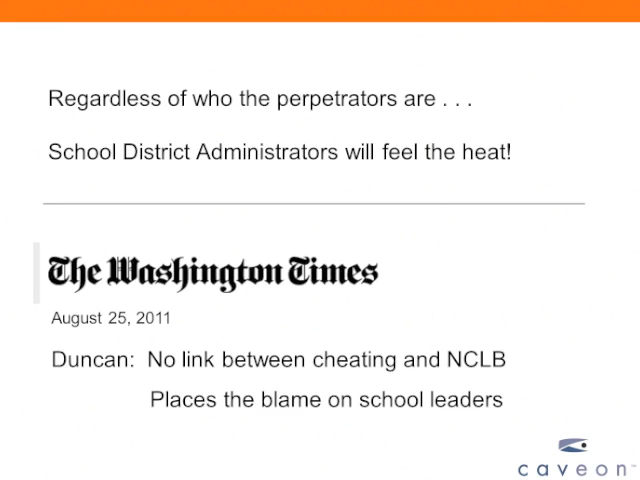 Regardless of who the perpetrators are . . .
School District Administrators will feel the heat!
The Washington Times
August 25, 2011
Duncan: No link between cheating and NCLB
Places the blame on school leaders
caveon™